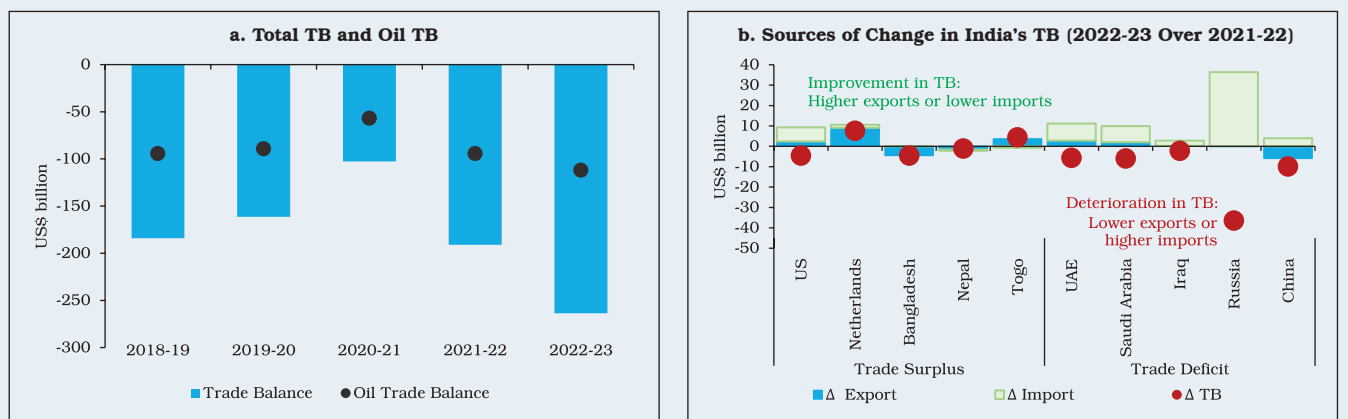 a. Total TB and Oil TB
US$ billion
0
-50
-100
-150
-200
-250
-300
2018-19 2019-20 2020-21 2021-22 2022-23
Trade Balance Oil Trade Balance
b. Sources of Change in India's TB (2022-23 Over 2021-22)
US$ billion
40
30
20
10
0
-10
-20
-30
-40
-50
Improvement in TB:
Higher exports or lower imports
Deterioration in TB:
Lower exports or
higher imports
US
Netherlands
Bangladesh
Nepal
Togo
UAE
Saudi Arabia
Iraq
Russia
China
Trade Surplus Trade Deficit
Δ Export Δ Import Δ TB